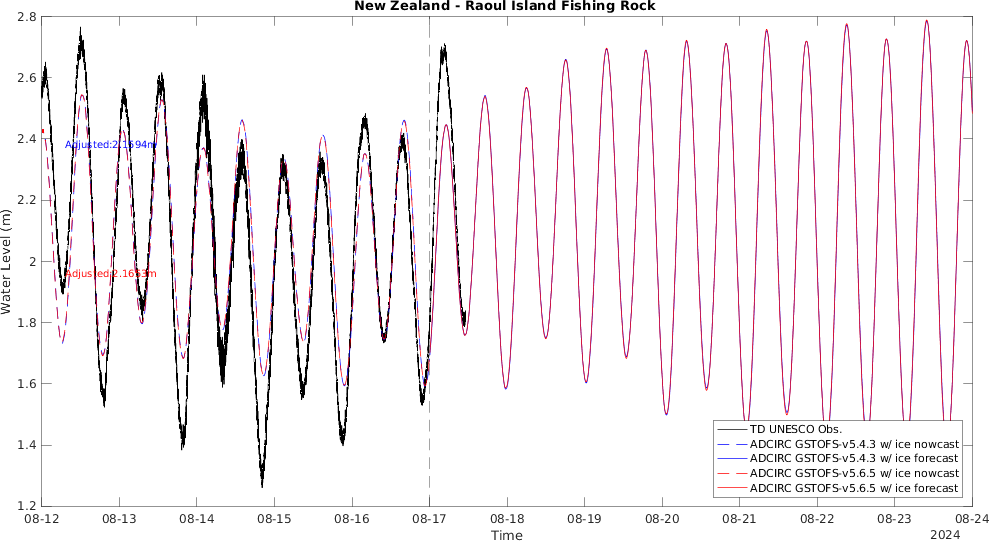 New Zealand - Raoul Island Fishing Rock
2.8
2.6
2.4
2.2
2
1.8
1.6
1.4
1.2
Water Level (m)
Adjusted:2.1594m
Adjusted:2.1653m
TD UNESCO Obs.
ADCIRC GSTOFS-v5.4.3 w/ ice nowcast
ADCIRC GSTOFS-v5.4.3 w/ ice forecast
ADCIRC GSTOFS-v5.6.5 w/ ice nowcast
ADCIRC GSTOFS-v5.6.5 w/ ice forecast
08-12 08-13 08-14 08-15 08-16 08-17 08-18 08-19 08-20 08-21 08-22 08-23 08-24
Time
2024